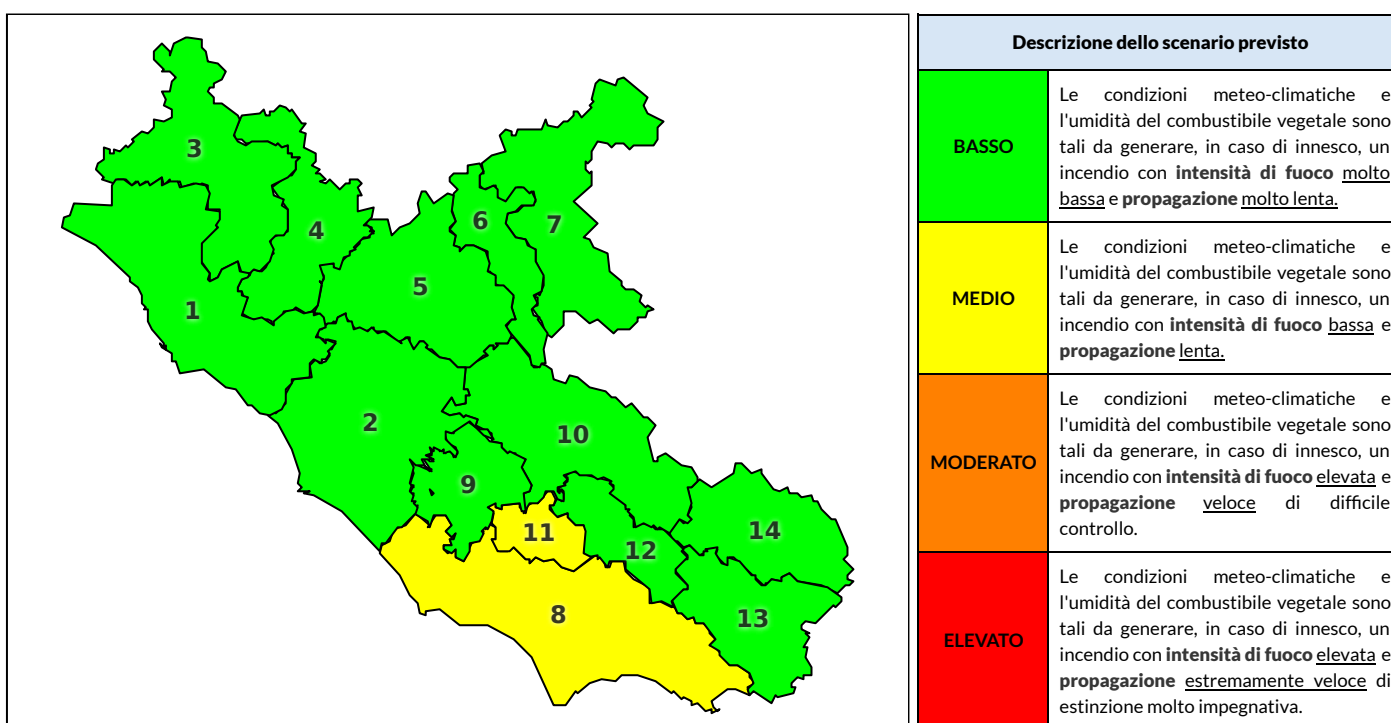 3
4
6
7
5
1
2
10
9
11
12
14
8
13
Descrizione dello scenario previsto
BASSO
Le condizioni meteo-climatiche e
l'umidità del combustibile vegetale sono
tali da generare, in caso di innesco, un
incendio con intensità di fuoco molto
bassa e propagazione molto lenta.
MEDIO
Le condizioni meteo-climatiche e
l'umidità del combustibile vegetale sono
tali da generare, in caso di innesco, un
incendio con intensità di fuoco bassa e
propagazione lenta.
MODERATO
Le condizioni meteo-climatiche e
l'umidità del combustibile vegetale sono
tali da generare, in caso di innesco, un
incendio con intensità di fuoco elevata e
propagazione veloce di difficile
controllo.
ELEVATO
Le condizioni meteo-climatiche e
l'umidità del combustibile vegetale sono
tali da generare, in caso di innesco, un
incendio con intensità di fuoco elevata e
propagazione estremamente veloce di
estinzione molto impegnativa.